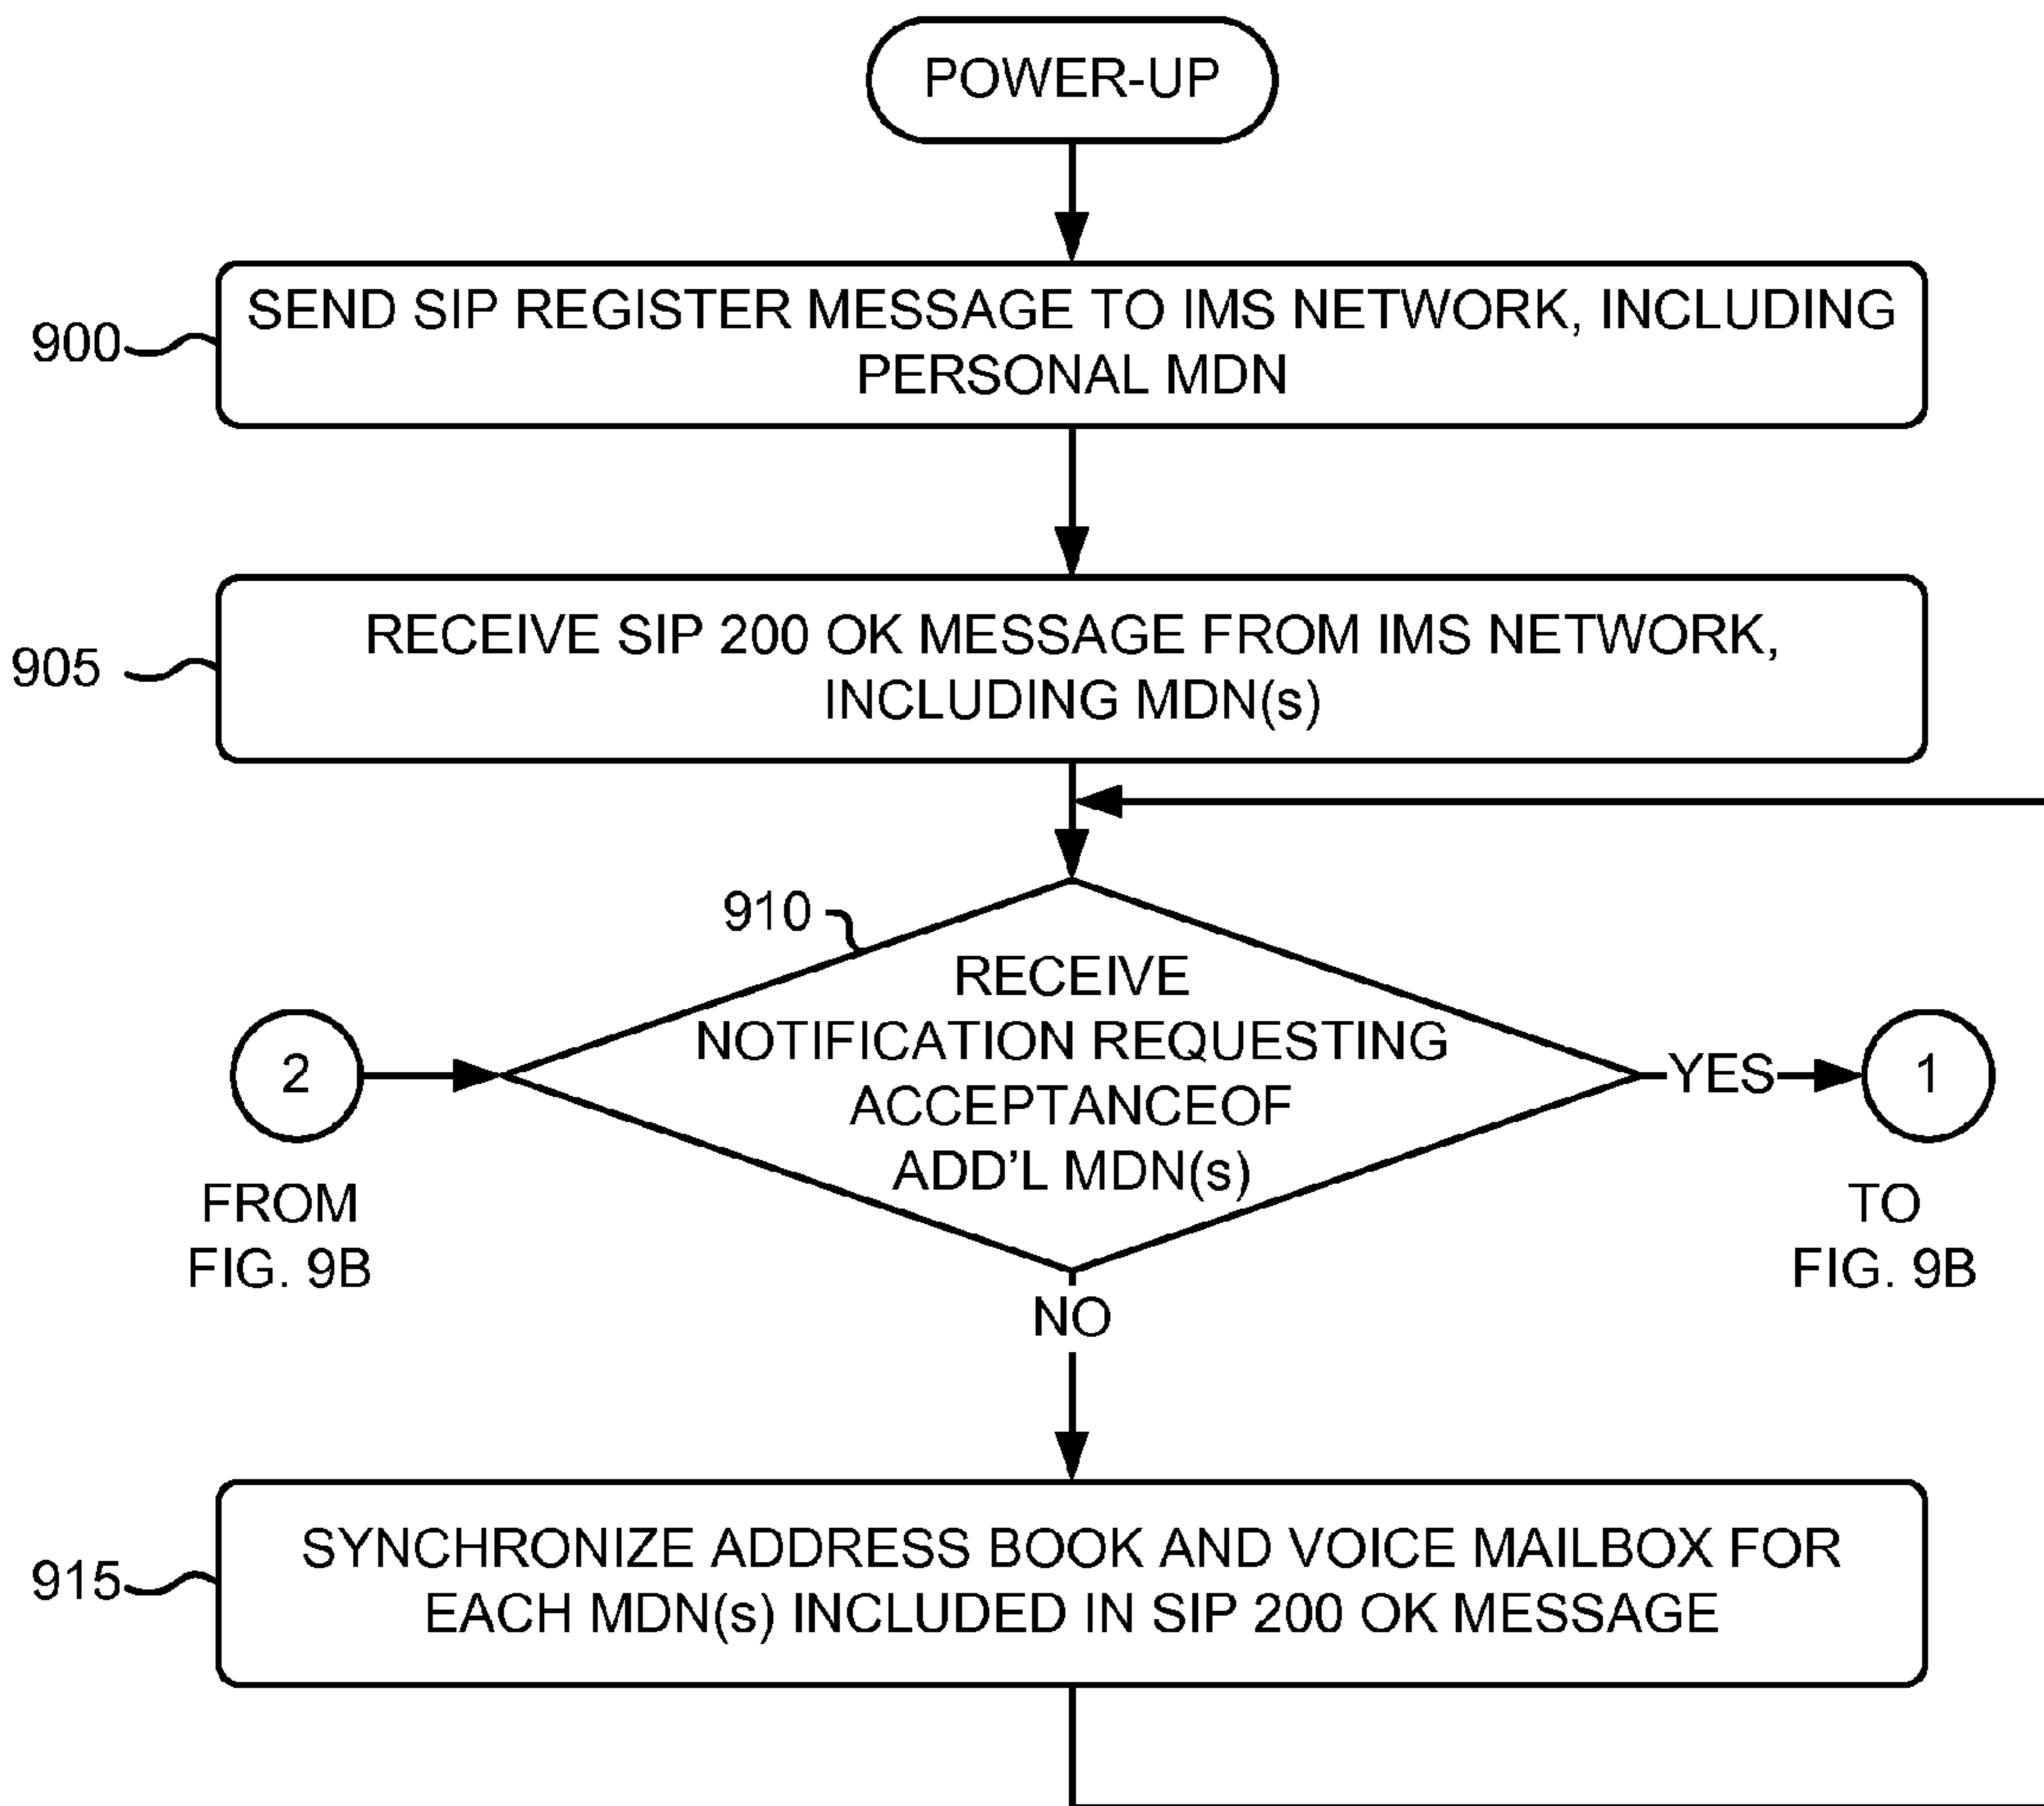 POWER-UP
900
SEND SIP REGISTER MESSAGE TO IMS NETWORK, INCLUDING
PERSONAL MDN
905
RECEIVE SIP 200 OK MESSAGE FROM IMS NETWORK,
INCLUDING MDN(s)
910
RECEIVE
NOTIFICATION REQUESTING
ACCEPTANCEOF
ADD'L MDN(s)
2
FROM
FIG. 9B
YES
1
TO
FIG. 9B
NO
915
SYNCHRONIZE ADDRESS BOOK AND VOICE MAILBOX FOR
EACH MDN(s) INCLUDED IN SIP 200 OK MESSAGE